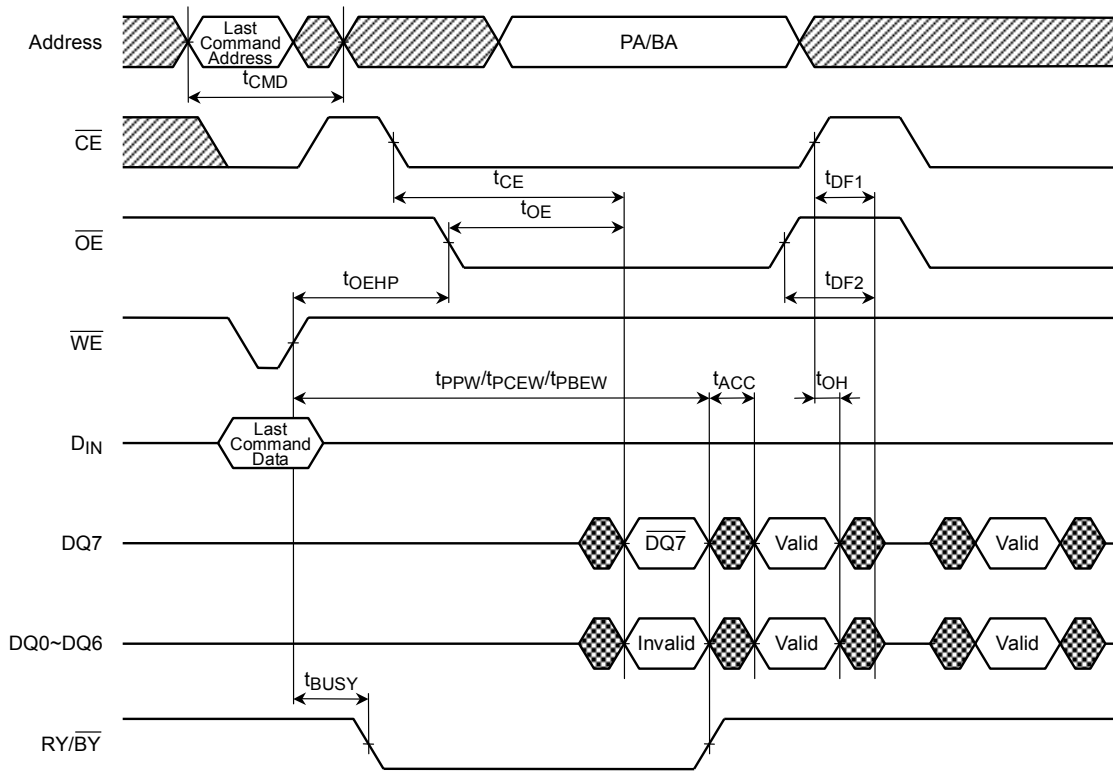 Address
Last
Command
Address
PA/BA
tCMD
CE
tCE
tDF1
OE
tOE
tOEHP
tDF2
WE
tPPW/tPCEW/tPBEW
tACC
tOH
DIN
Last
Command
Data
DQ7
DQ7
Valid
Valid
DQ0~DQ6
Invalid
Valid
Valid
tBUSY
RY/BY